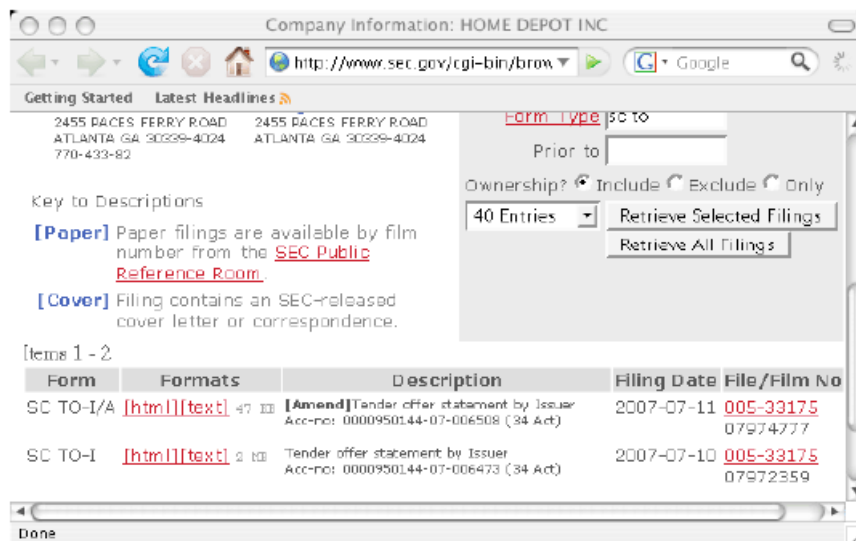 Company Information: HOME DEPOT INC
http://www.sec.gov/cgi-bin/brow
G Google
Getting Started Latest Headlines
2455 PACES FERRY ROAD 2455 PACES FERRY ROAD
ATLANTA GA 30339-4024 ATLANTA GA 30339-4024
770-433-82
Form Type sc to
Prior to
Ownership? Include Exclude Only
40 Entries Retrieve Selected Filings
Retrieve All Filings
Key to Descriptions
[Paper] Paper filings are available by film
number from the SEC Public
Reference Room.
[Cover] Filing contains an SEC-released
cover letter or correspondence.
Items 1 - 2
Form Formats Description Filing Date File/Film No
SC TO-I/A [html][text] 47 KB [Amend]Tender offer statement by Issuer 2007-07-11 005-33175
Acc-no: 0000950144-07-006508 (34 Act) 07974777
SC TO-I [html][text] 2 MB Tender offer statement by Issuer 2007-07-10 005-33175
Acc-no: 0000950144-07-006473 (34 Act) 07972359
Done